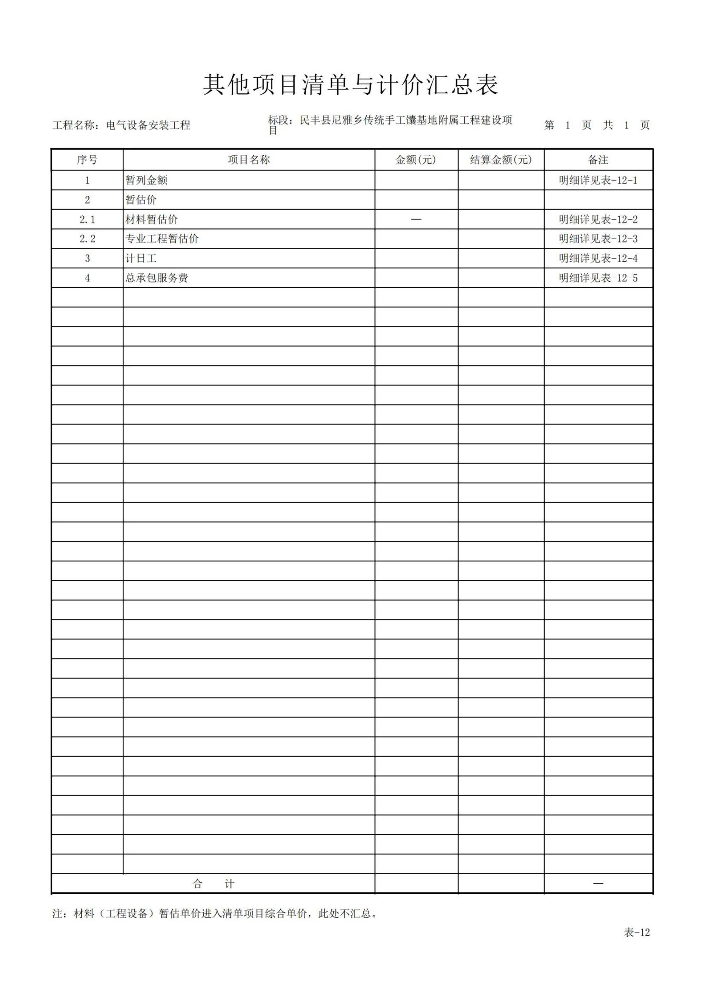 其他项目清单与计价汇总表
工程名称：电气设备安装工程
标段：民丰县尼雅乡传统手工馕基地附属工程建设项
目
第 1 页 共 1 页
序号 项目名称 金额(元) 结算金额(元) 备注
1 暂列金额 明细详见表-12-1
2 暂估价
2.1 材料暂估价 — 明细详见表-12-2
2.2 专业工程暂估价 明细详见表-12-3
3 计日工 明细详见表-12-4
4 总承包服务费 明细详见表-12-5
合 计 —
注：材料（工程设备）暂估单价进入清单项目综合单价，此处不汇总。
表-12